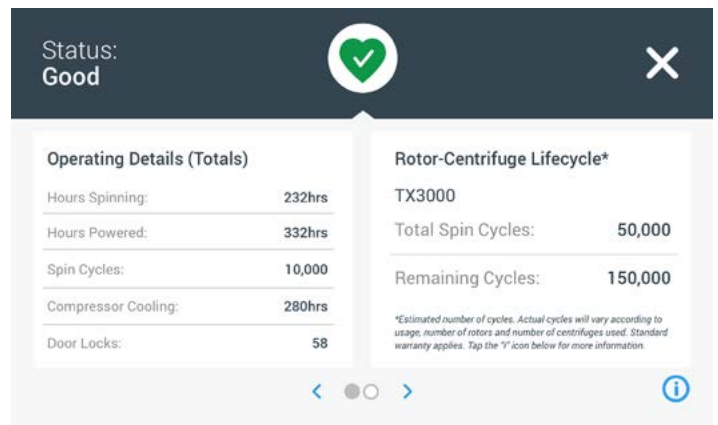 Status:
Good
Operating Details (Totals)
Hours Spinning: 232hrs
Hours Powered: 332hrs
Spin Cycles: 10,000
Compressor Cooling: 280hrs
Door Locks: 58
Rotor-Centrifuge Lifecycle*
TX3000
Total Spin Cycles: 50,000
Remaining Cycles: 150,000
*Estimated number of cycles. Actual cycles will vary according to
usage, number of rotors and number of centrifuges used. Standard
warranty applies. Tap the "i" icon below for more information.
i